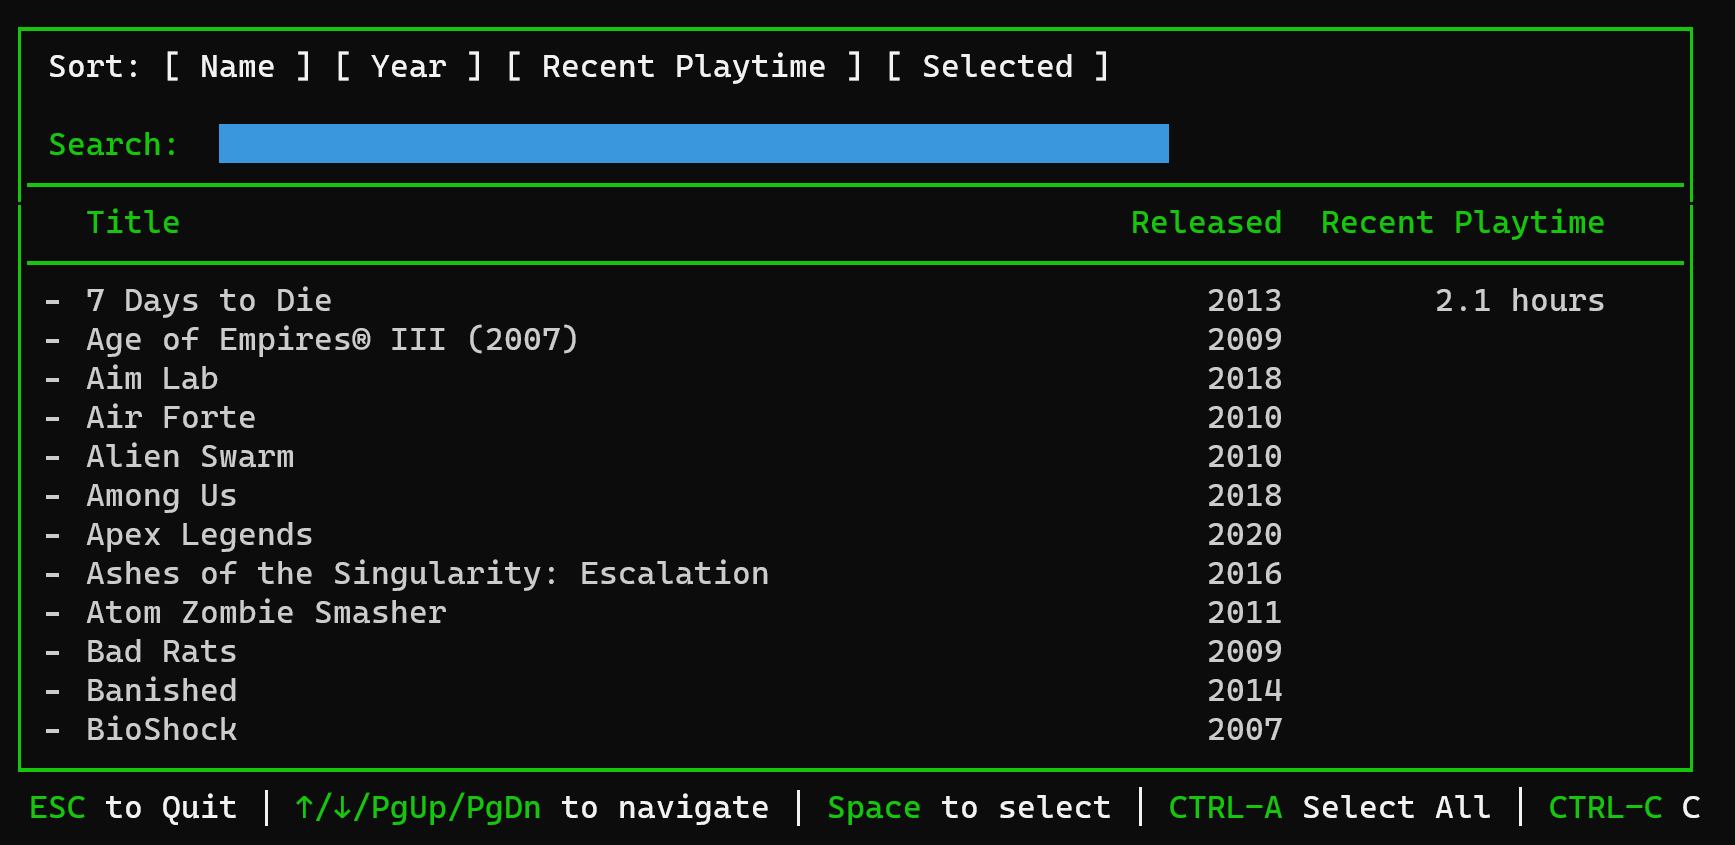 Sort: [ Name ] [ Year ] [ Recent Playtime ] [ Selected ]
Search:
Title Released Recent Playtime
- 7 Days to Die 2013 2.1 hours
- Age of Empires® III (2007) 2009
- Aim Lab 2018
- Air Forte 2010
- Alien Swarm 2010
- Among Us 2018
- Apex Legends 2020
- Ashes of the Singularity: Escalation 2016
- Atom Zombie Smasher 2011
- Bad Rats 2009
- Banished 2014
- BioShock 2007
ESC to Quit | ↑/↓/PgUp/PgDn to navigate | Space to select | CTRL-A Select All | CTRL-C C